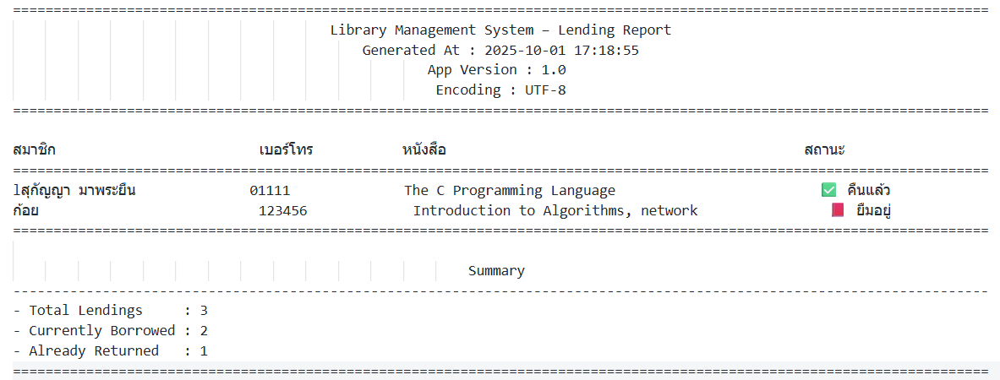 ========================================================================================================================
Library Management System – Lending Report
Generated At : 2025-10-01 17:18:55
App Version : 1.0
Encoding : UTF-8
========================================================================================================================
สมาชิก เบอร์โทร หนังสือ สถานะ
========================================================================================================================
lสุกัญญา มาพระยืน 01111 The C Programming Language ✅ คืนแล้ว
ก้อย 123456 Introduction to Algorithms, network 📕 ยืมอยู่
========================================================================================================================
Summary
------------------------------------------------------------------------------------------------------------------------
- Total Lendings : 3
- Currently Borrowed : 2
- Already Returned : 1
========================================================================================================================